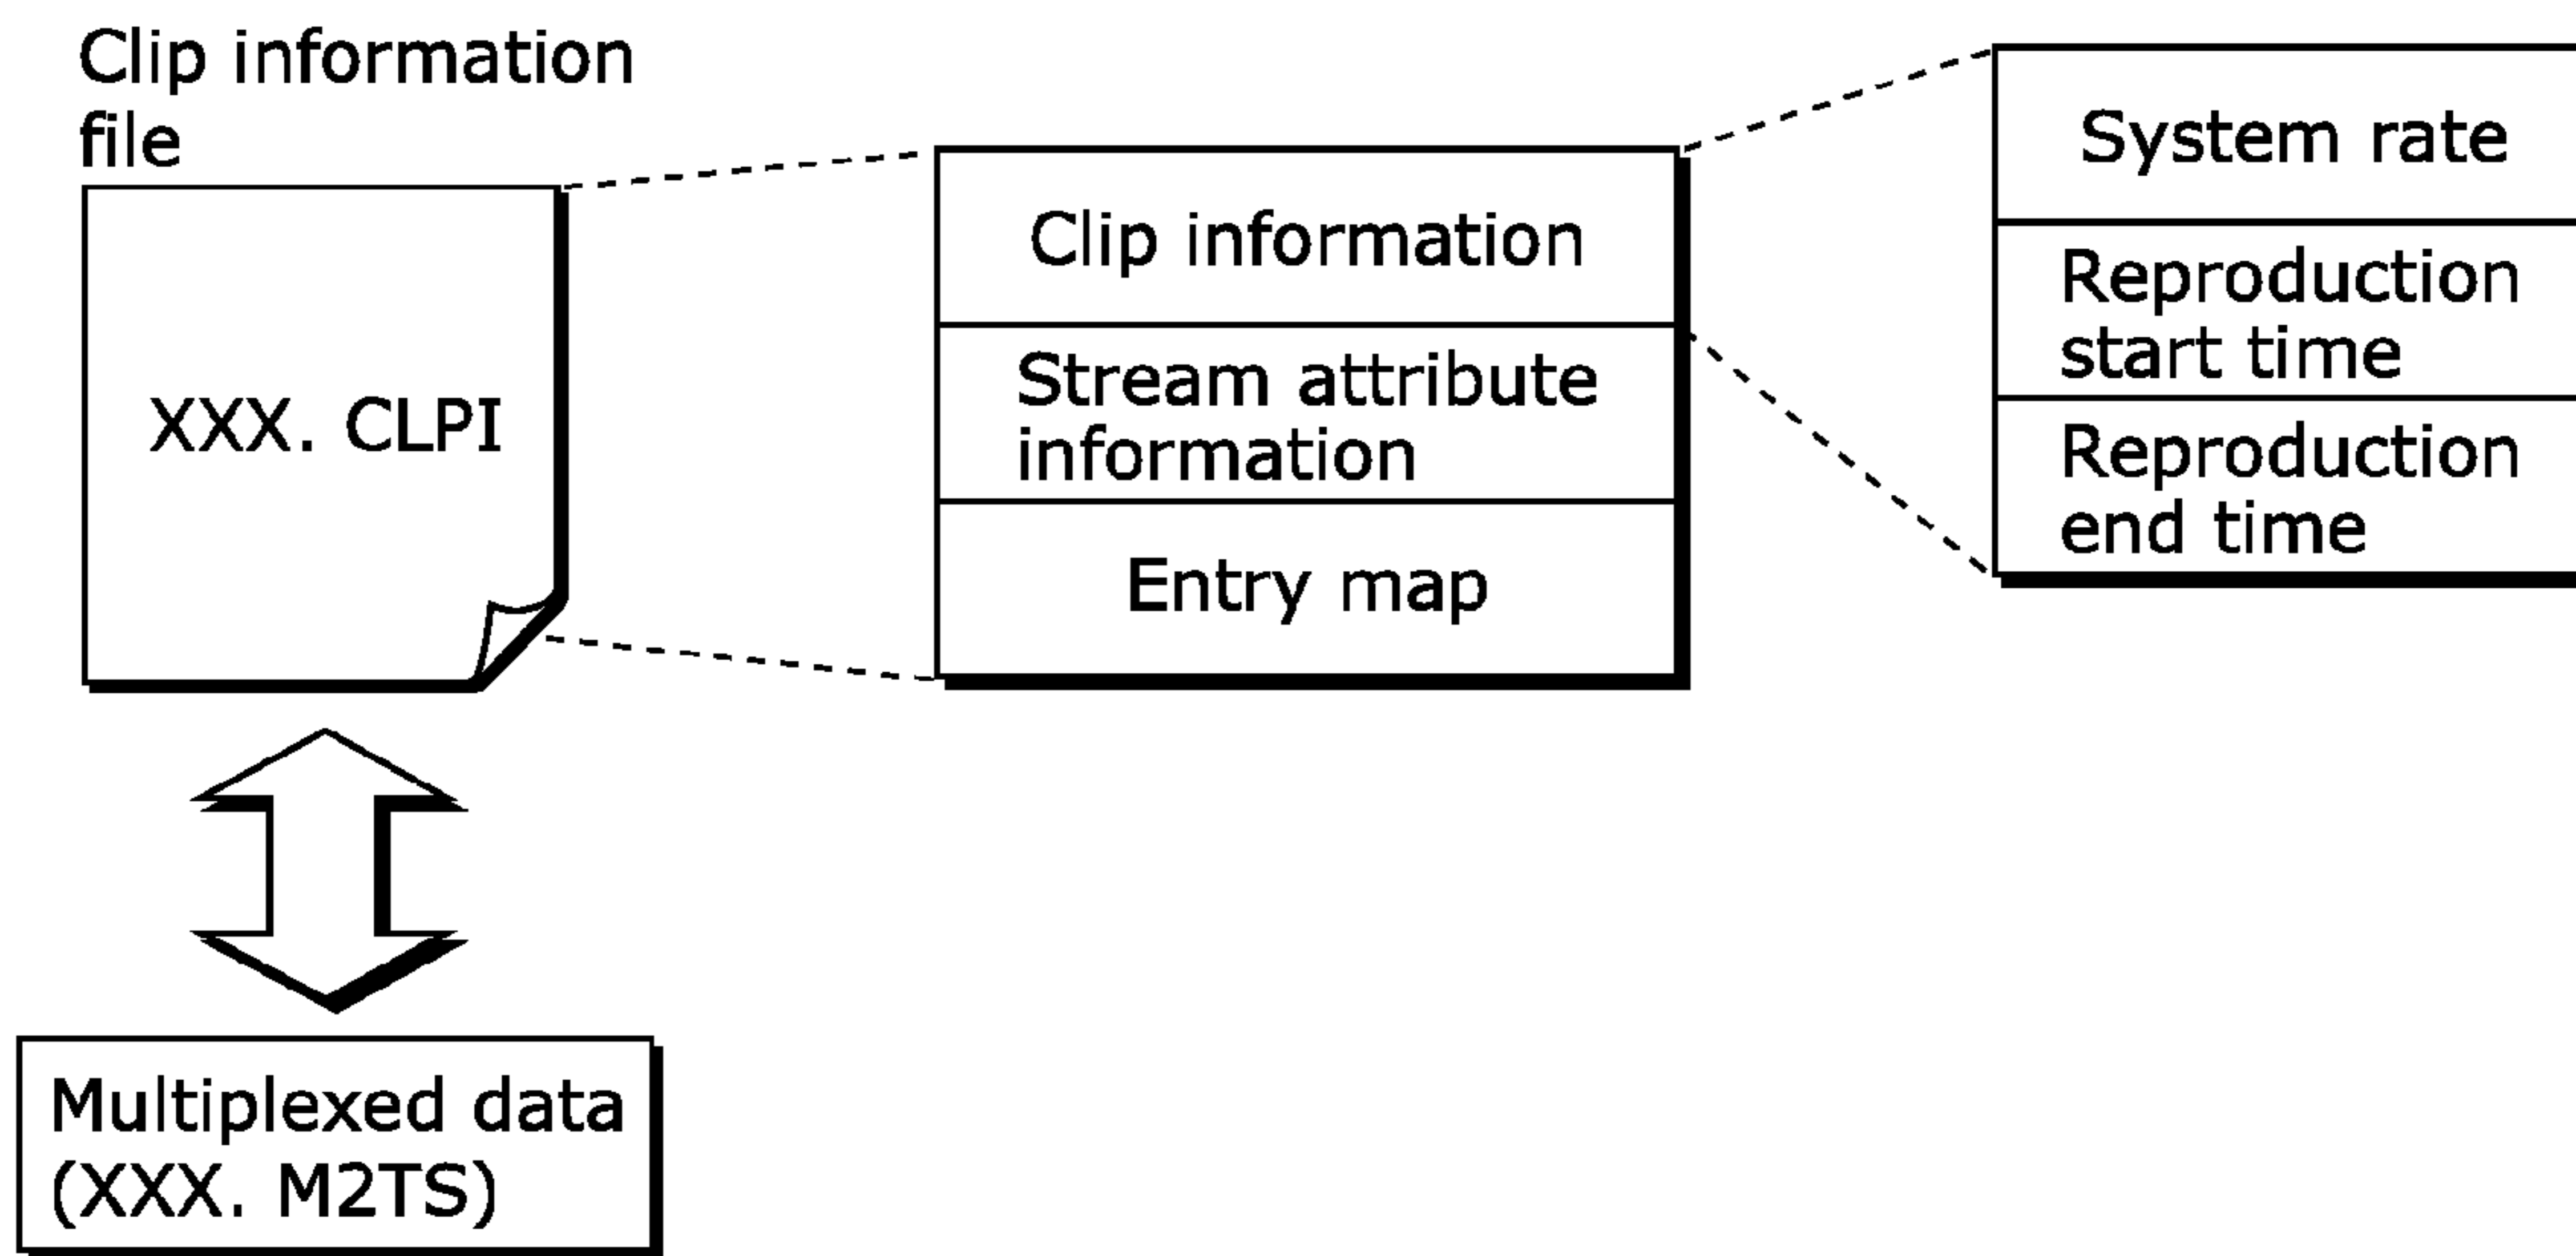 Clip information
file
XXX. CLPI
Clip information
Stream attribute
information
Entry map
System rate
Reproduction
start time
Reproduction
end time
Multiplexed data
(XXX. M2TS)